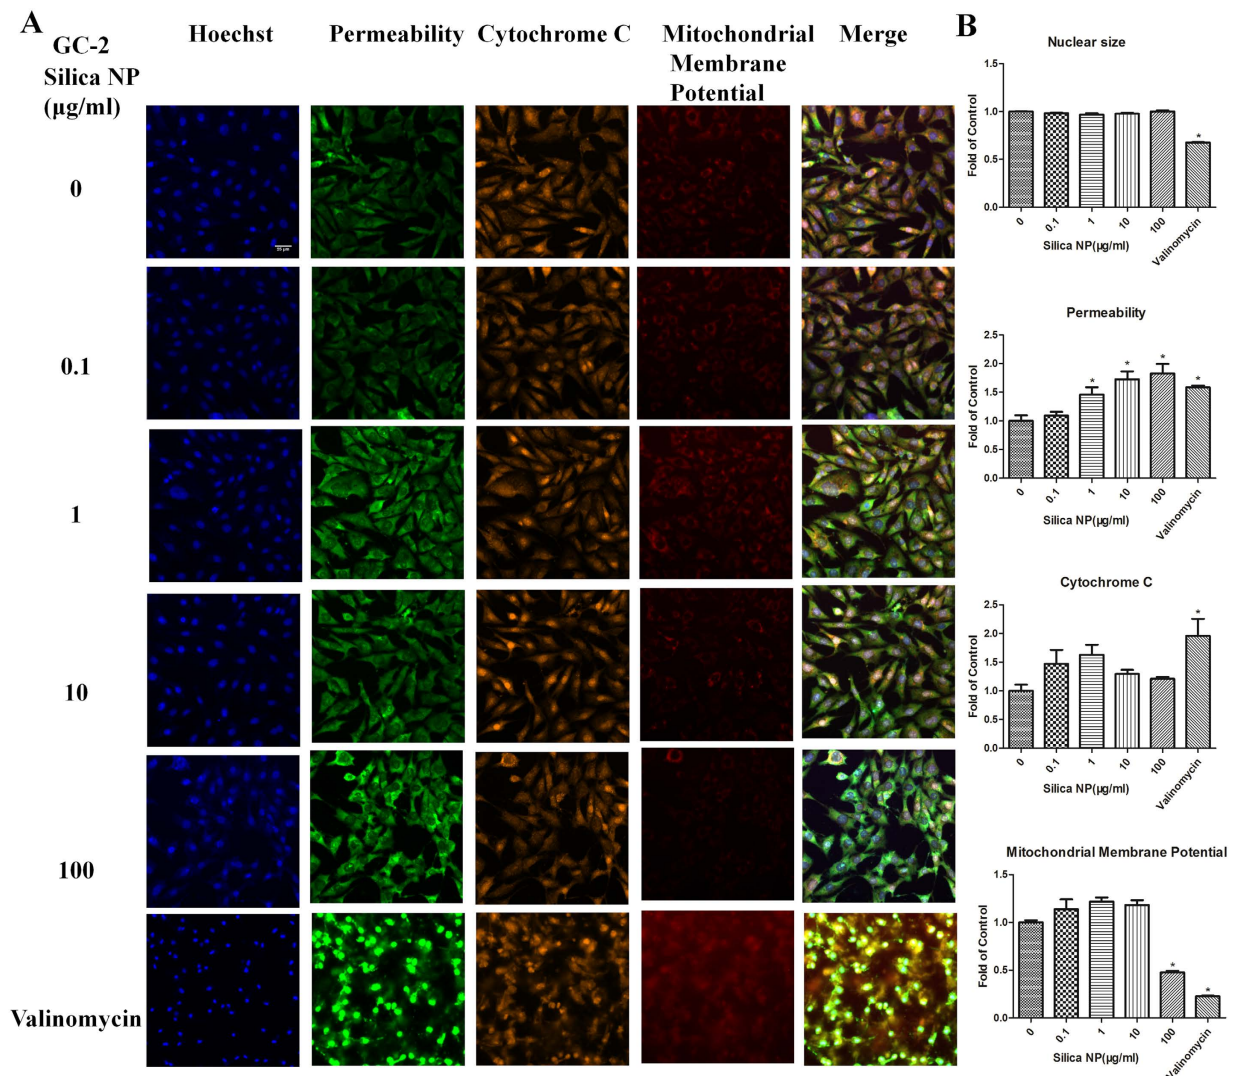 A
GC-2
Silica NP
(µg/ml)
Hoechst
Permeability
Cytochrome C
Mitochondrial
Membrane
Potential
Merge
0
25 µm
0.1
1
10
100
Valinomycin
B
Nuclear size
Fold of Control
1.5
1.0
0.5
0.0
*
0
0.1
1
10
100
Valinomycin
Silica NP(µg/ml)
Permeability
Fold of Control
2.5
2.0
1.5
1.0
0.5
0.0
* * * *
0
0.1
1
10
100
Valinomycin
Silica NP(µg/ml)
Cytochrome C
Fold of Control
2.5
2.0
1.5
1.0
0.5
0.0
*
0
0.1
1
10
100
Valinomycin
Silica NP(µg/ml)
Mitochondrial Membrane Potential
Fold of Control
1.5
1.0
0.5
0.0
* *
0
0.1
1
10
100
Valinomycin
Silica NP(µg/ml)